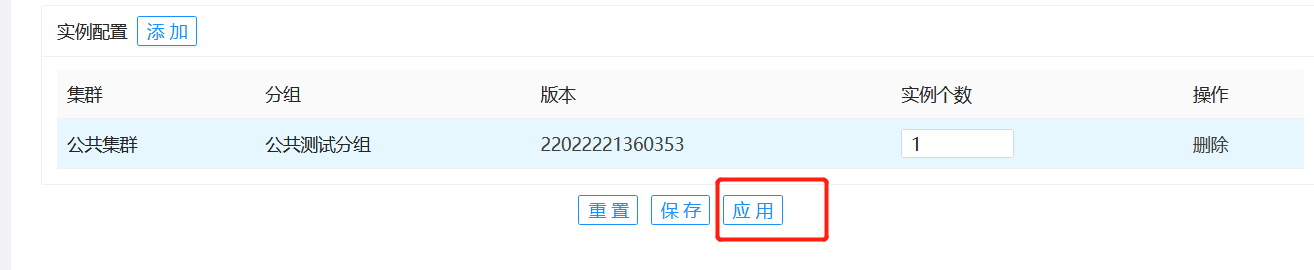 实例配置 添 加
集群 分组 版本 实例个数 操作
公共集群 公共测试分组 22022221360353 1 删除
重 置 保 存 应 用